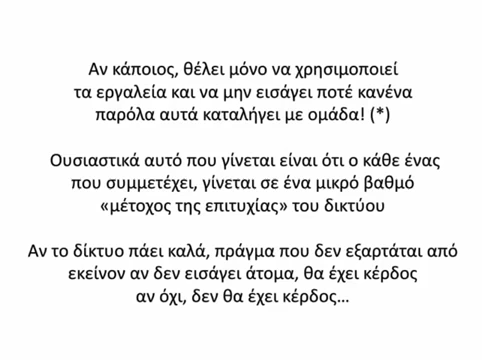 Αν κάποιος, θέλει μόνο να χρησιμοποιεί
τα εργαλεία και να μην εισάγει ποτέ κανένα
παρόλα αυτά καταλήγει με ομάδα! (*)
Ουσιαστικά αυτό που γίνεται είναι ότι ο κάθε ένας
που συμμετέχει, γίνεται σε ένα μικρό βαθμό
«μέτοχος της επιτυχίας» του δικτύου
Αν το δίκτυο πάει καλά, πράγμα που δεν εξαρτάται από
εκείνον αν δεν εισάγει άτομα, θα έχει κέρδος
αν όχι, δεν θα έχει κέρδος…